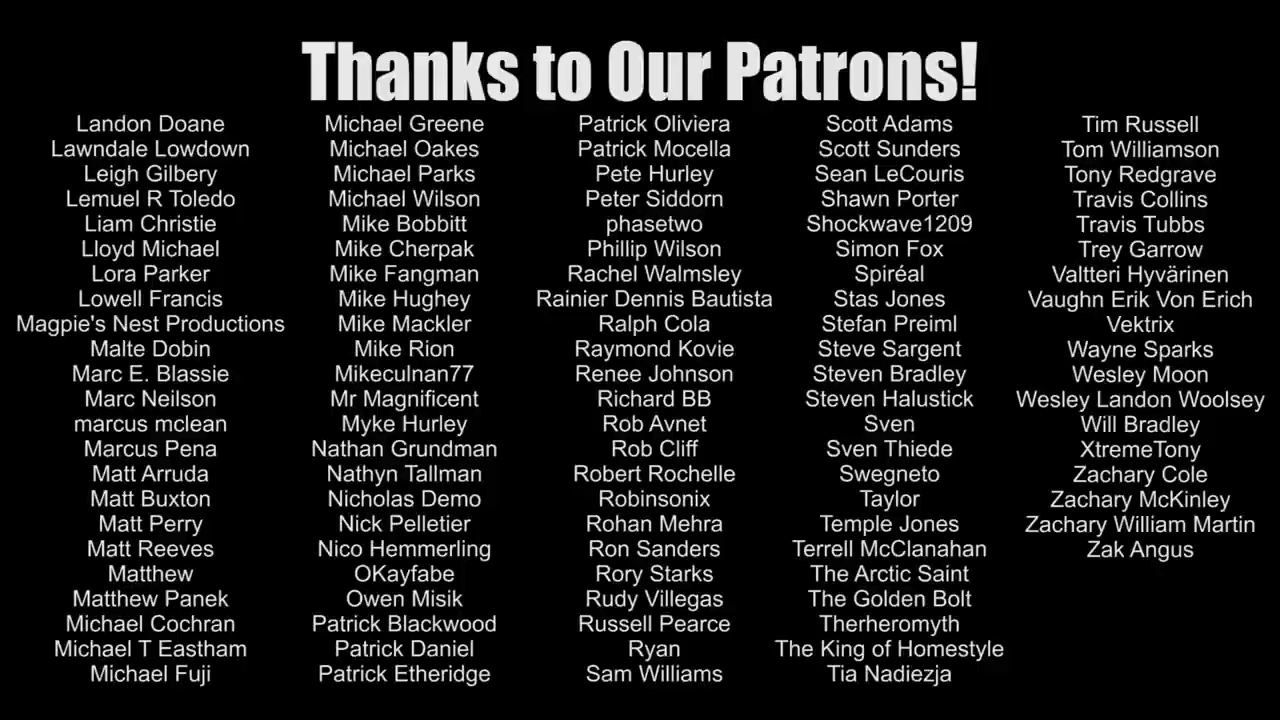 Thanks to Our Patrons!
Landon Doane
Lawndale Lowdown
Leigh Gilbery
Lemuel R Toledo
Liam Christie
Lloyd Michael
Lora Parker
Lowell Francis
Magpie's Nest Productions
Malte Dobin
Marc E. Blassie
Marc Neilson
marcus mclean
Marcus Pena
Matt Arruda
Matt Buxton
Matt Perry
Matt Reeves
Matthew
Matthew Panek
Michael Cochran
Michael T Eastham
Michael Fuji
Michael Greene
Michael Oakes
Michael Parks
Michael Wilson
Mike Bobbitt
Mike Cherpak
Mike Fangman
Mike Hughey
Mike Mackler
Mike Rion
Mikeculnan77
Mr Magnificent
Myke Hurley
Nathan Grundman
Nathyn Tallman
Nicholas Demo
Nick Pelletier
Nico Hemmerling
OKayfabe
Owen Misik
Patrick Blackwood
Patrick Daniel
Patrick Etheridge
Patrick Oliviera
Patrick Mocella
Pete Hurley
Peter Siddorn
phasetwo
Phillip Wilson
Rachel Walmsley
Rainier Dennis Bautista
Ralph Cola
Raymond Kovie
Renee Johnson
Richard BB
Rob Avnet
Rob Cliff
Robert Rochelle
Robinsonix
Rohan Mehra
Ron Sanders
Rory Starks
Rudy Villegas
Russell Pearce
Ryan
Sam Williams
Scott Adams
Scott Sunders
Sean LeCouris
Shawn Porter
Shockwave1209
Simon Fox
Spiréal
Stas Jones
Stefan Preiml
Steve Sargent
Steven Bradley
Steven Halustick
Sven
Sven Thiede
Swegneto
Taylor
Temple Jones
Terrell McClanahan
The Arctic Saint
The Golden Bolt
Therheromyth
The King of Homestyle
Tia Nadiezja
Tim Russell
Tom Williamson
Tony Redgrave
Travis Collins
Travis Tubbs
Trey Garrow
Valtteri Hyvärinen
Vaughn Erik Von Erich
Vektrix
Wayne Sparks
Wesley Moon
Wesley Landon Woolsey
Will Bradley
XtremeTony
Zachary Cole
Zachary McKinley
Zachary William Martin
Zak Angus